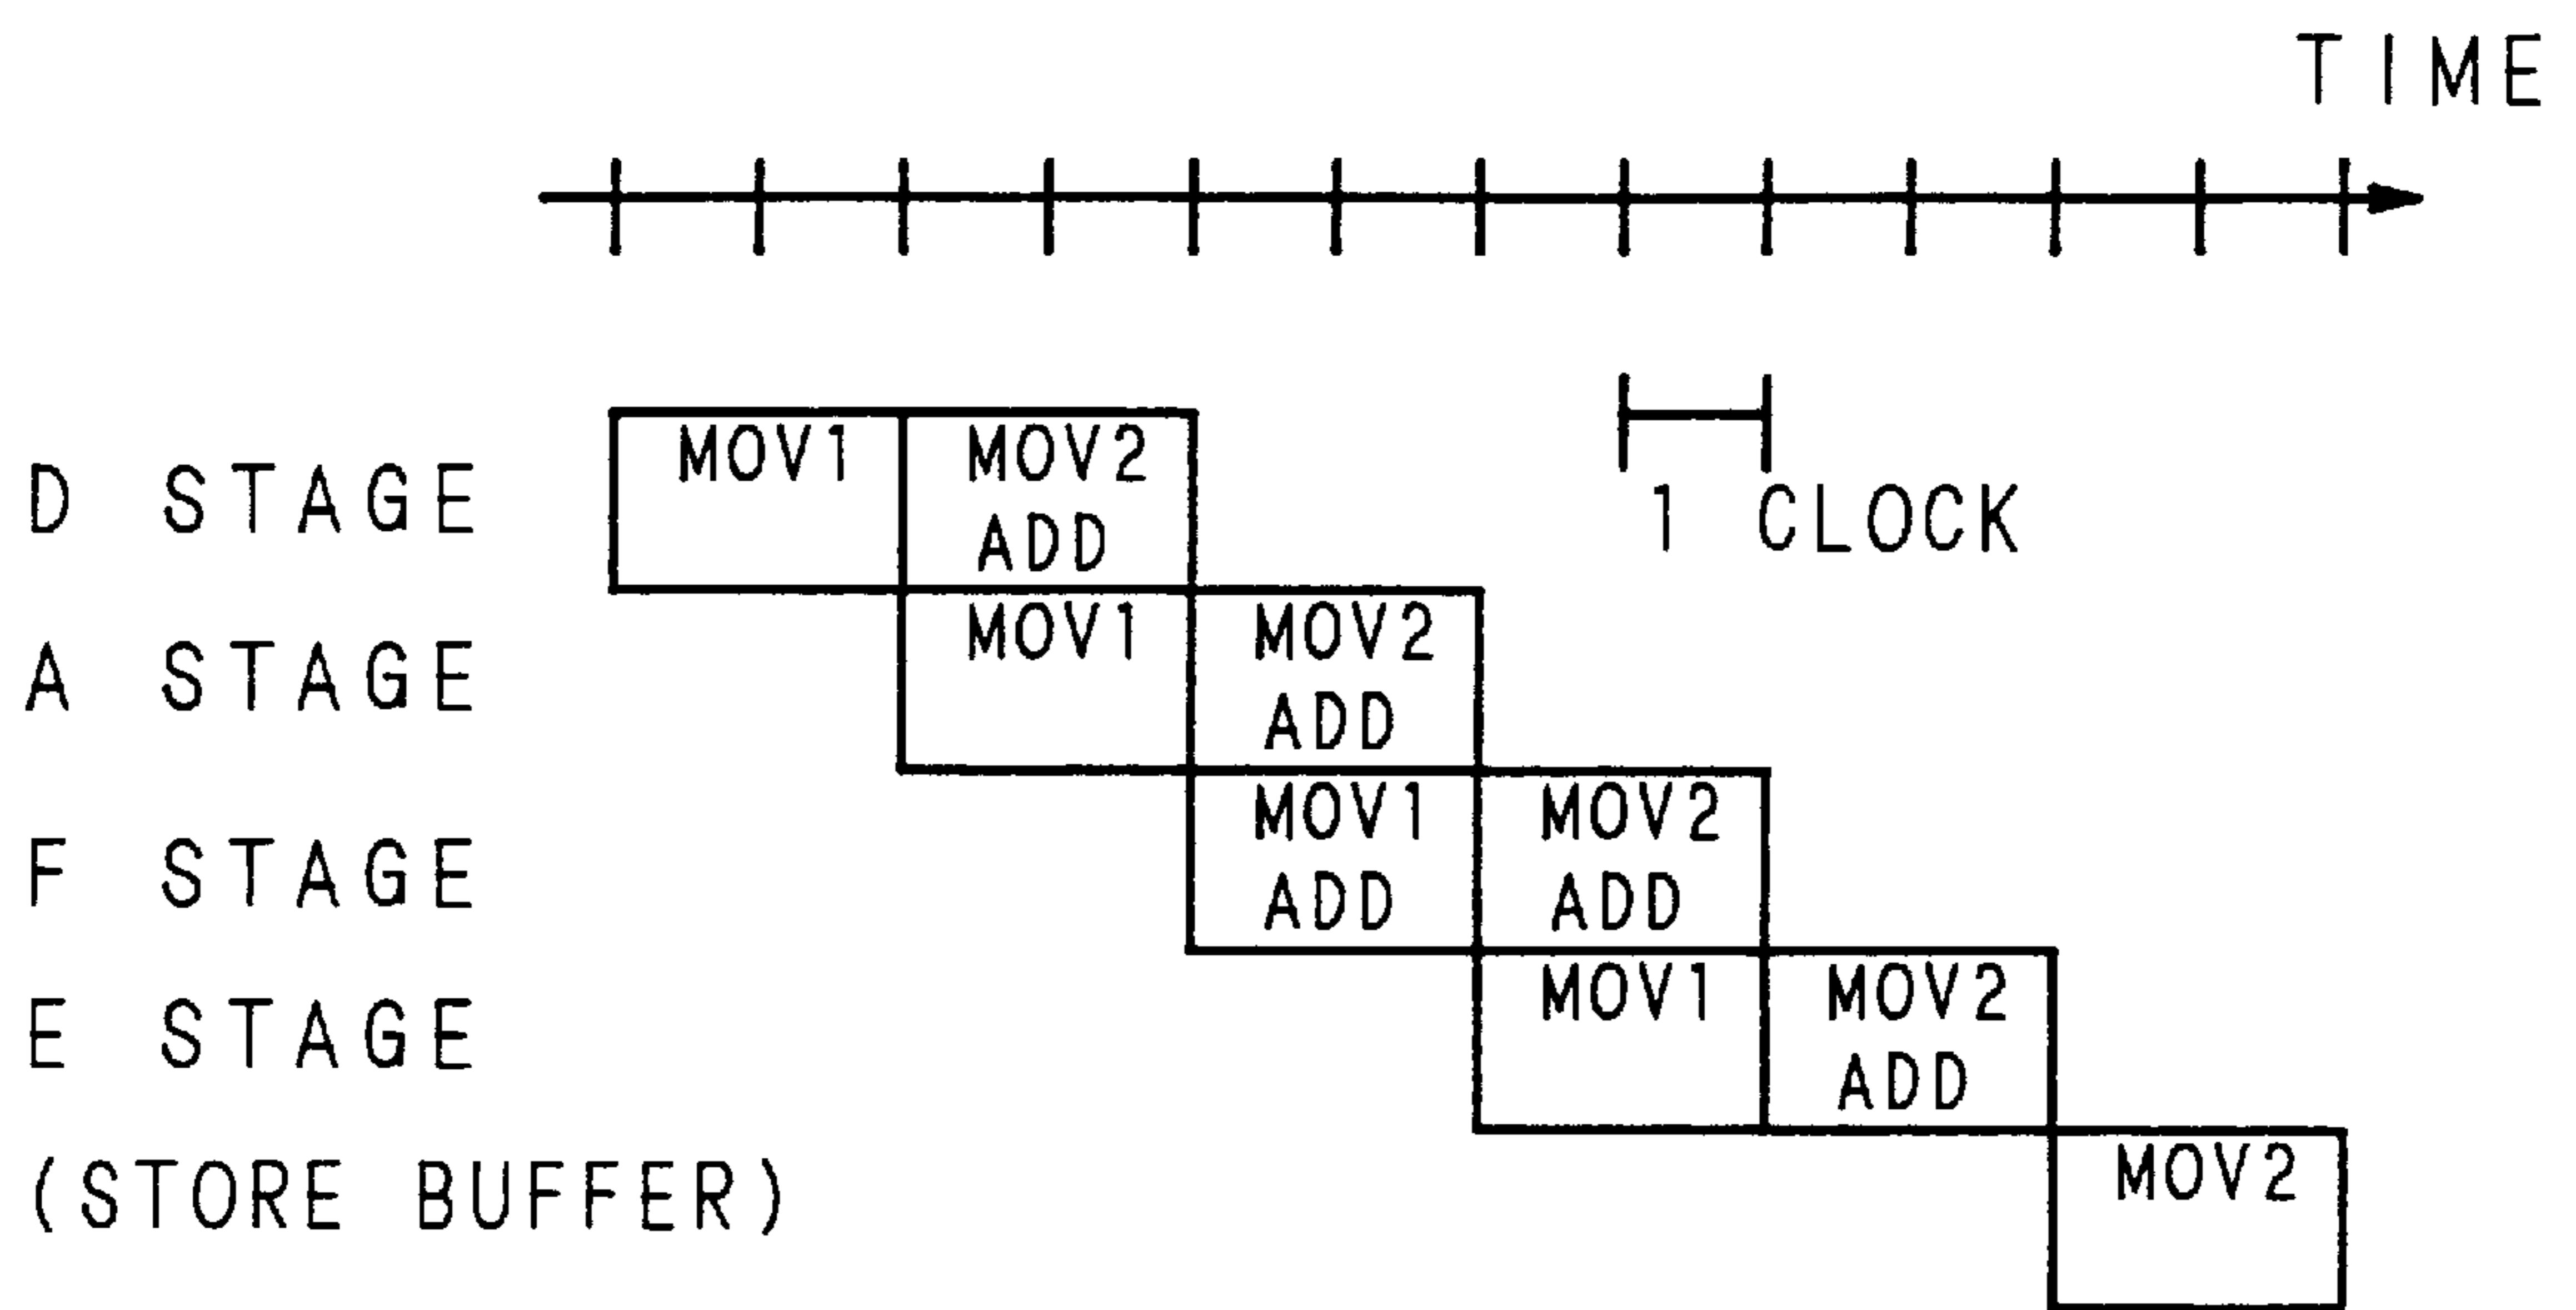 TIME
MOV1 MOV2
D STAGE 1 CLOCK
ADD
MOV1 MOV2
A STAGE
ADD
MOV1 MOV2
F STAGE
ADD ADD
MOV1 MOV2
E STAGE
ADD
(STORE BUFFER) MOV2